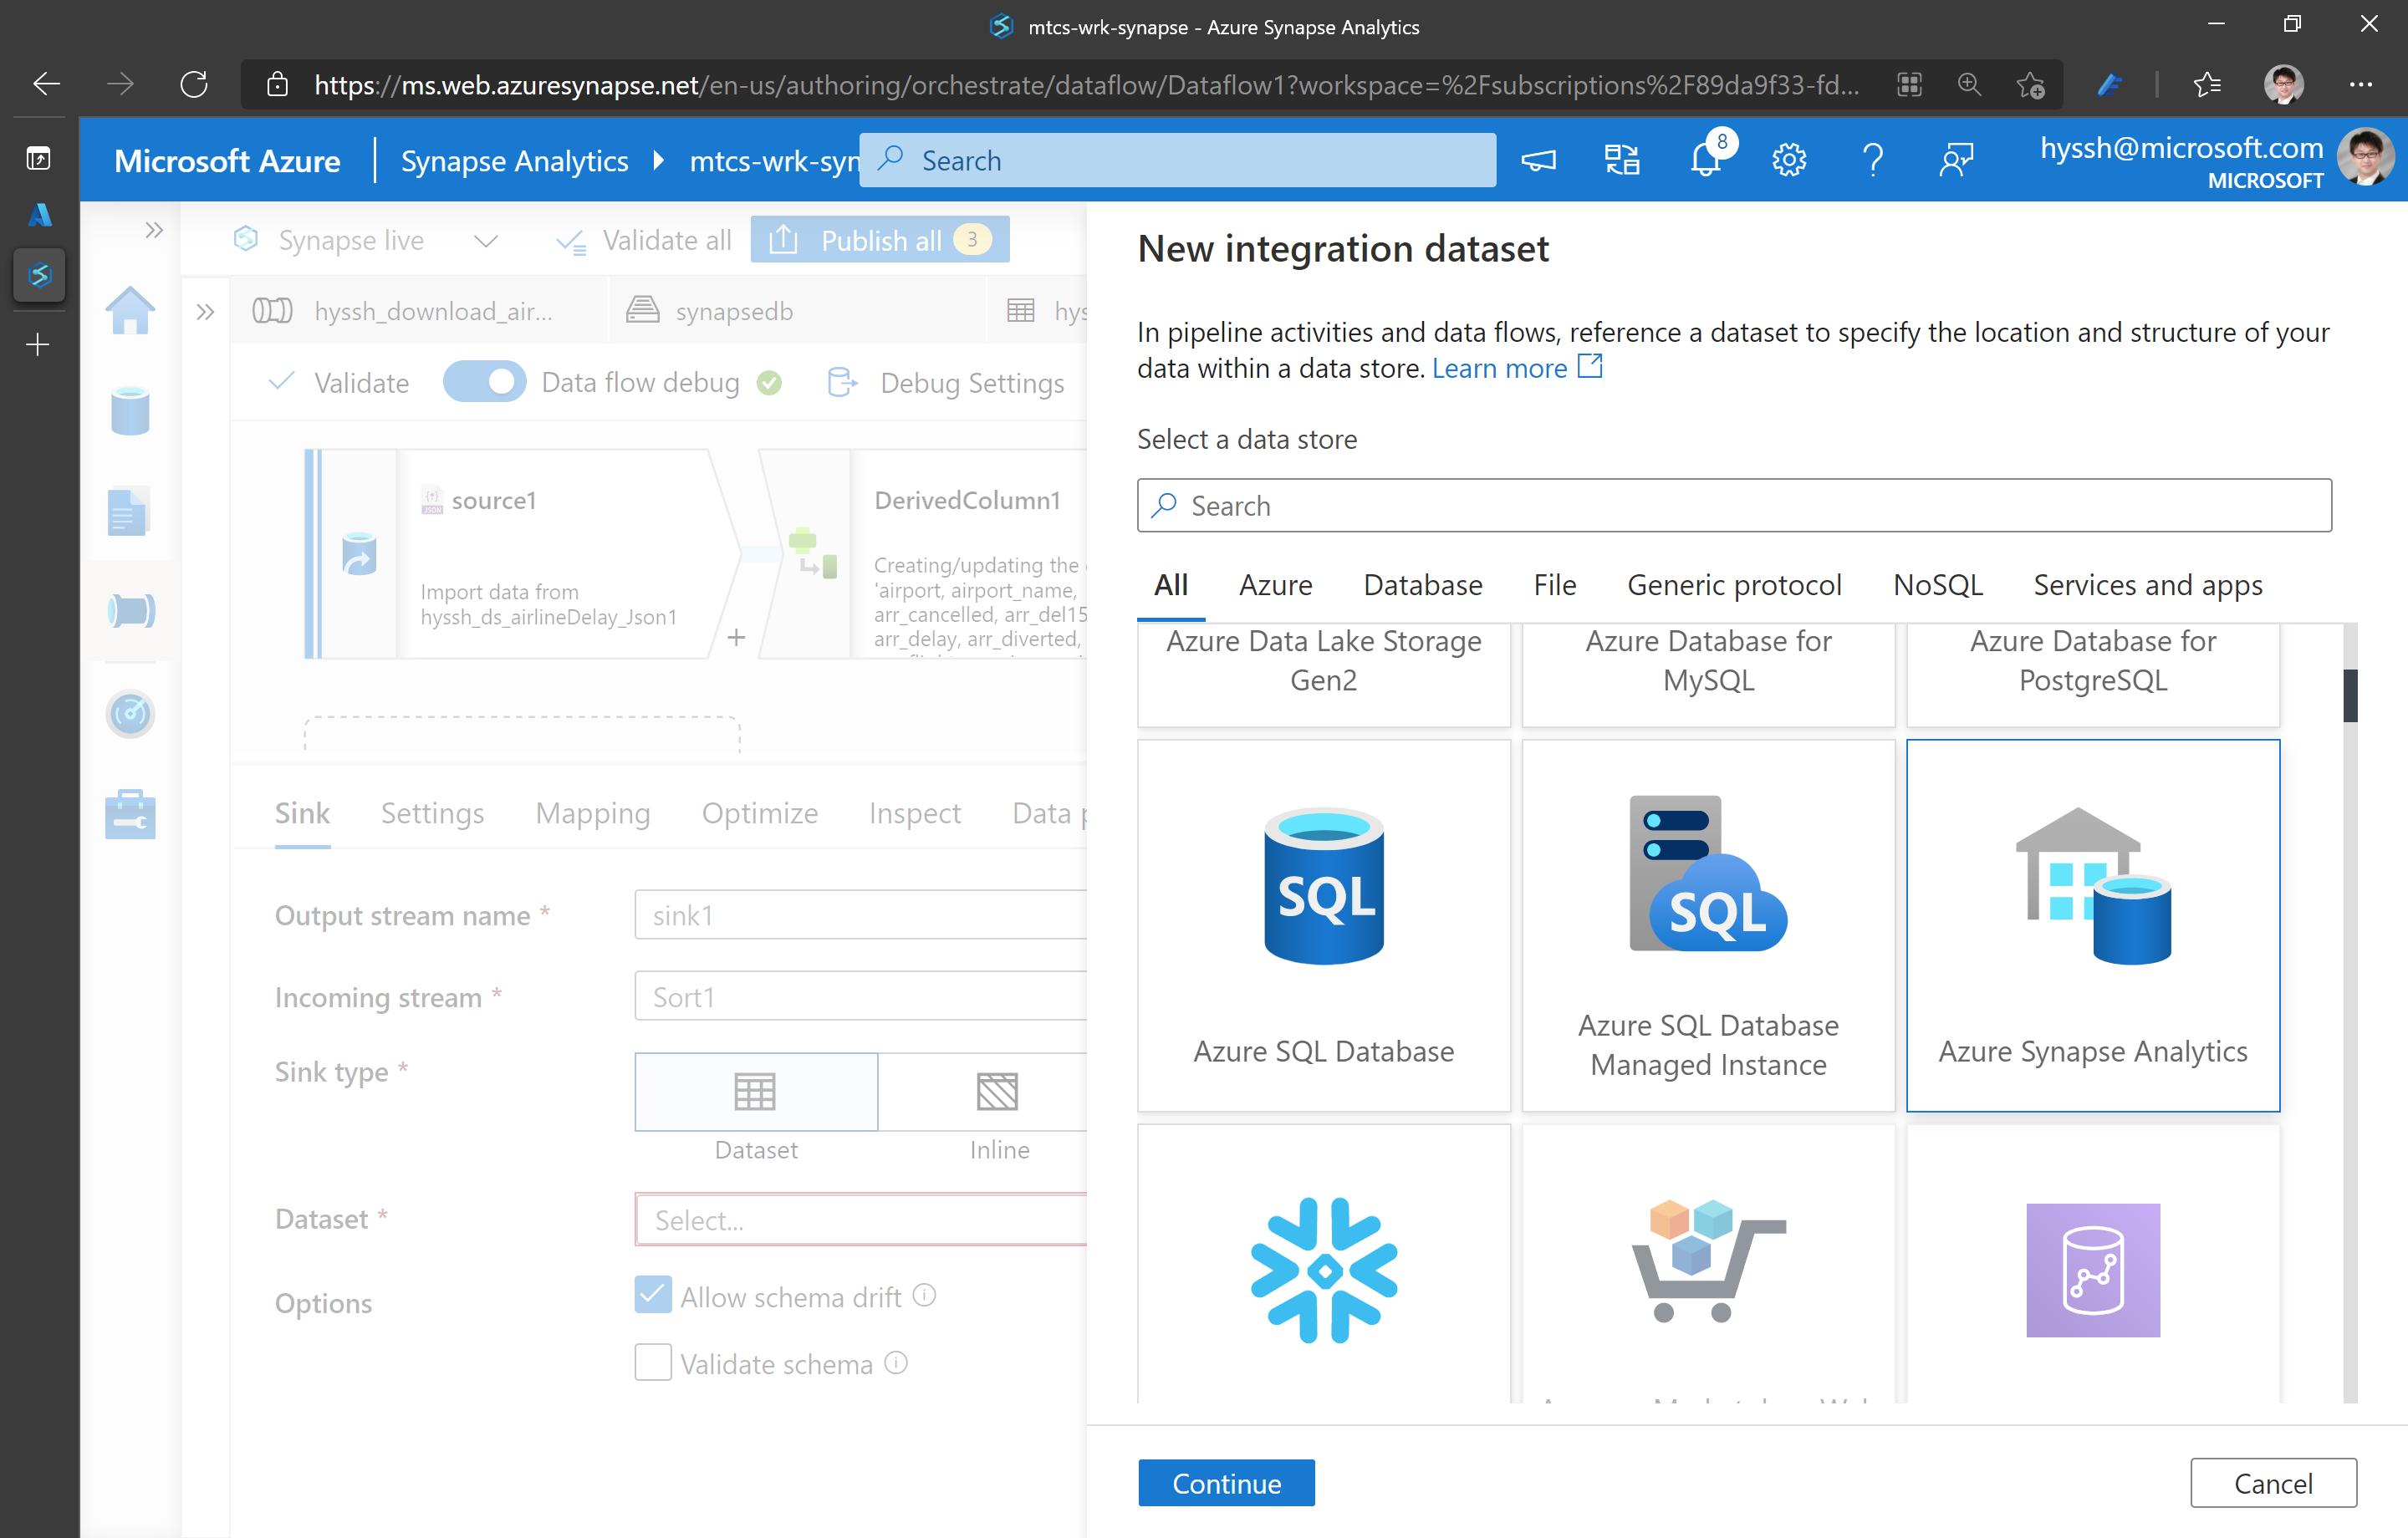 mtcs-wrk-synapse - Azure Synapse Analytics
https://ms.web.azuresynapse.net/en-us/authoring/orchestrate/dataflow/Dataflow1?workspace=%2Fsubscriptions%2F89da9f33-fd...
Microsoft Azure
Synapse Analytics
mtcs-wrk-syn
Search
8
hyssh@microsoft.com
MICROSOFT
Synapse live
Validate all
Publish all
3
hyssh_download_air...
synapsedb
hys
Validate
Data flow debug
Debug Settings
source1
JSON
Import data from
hyssh_ds_airlineDelay_Json1
+
DerivedColumn1
Creating/updating the
'airport, airport_name,
arr_cancelled, arr_del15
arr_delay, arr_diverted,
Sink
Settings
Mapping
Optimize
Inspect
Data p
Output stream name *
sink1
Incoming stream *
Sort1
Sink type *
Dataset
Inline
Dataset *
Select...
Options
Allow schema drift
Validate schema
New integration dataset
In pipeline activities and data flows, reference a dataset to specify the location and structure of your
data within a data store. Learn more
Select a data store
Search
All
Azure
Database
File
Generic protocol
NoSQL
Services and apps
Azure Data Lake Storage
Gen2
Azure Database for
MySQL
Azure Database for
PostgreSQL
SQL
Azure SQL Database
SQL
Azure SQL Database
Managed Instance
Azure Synapse Analytics
Continue
Cancel